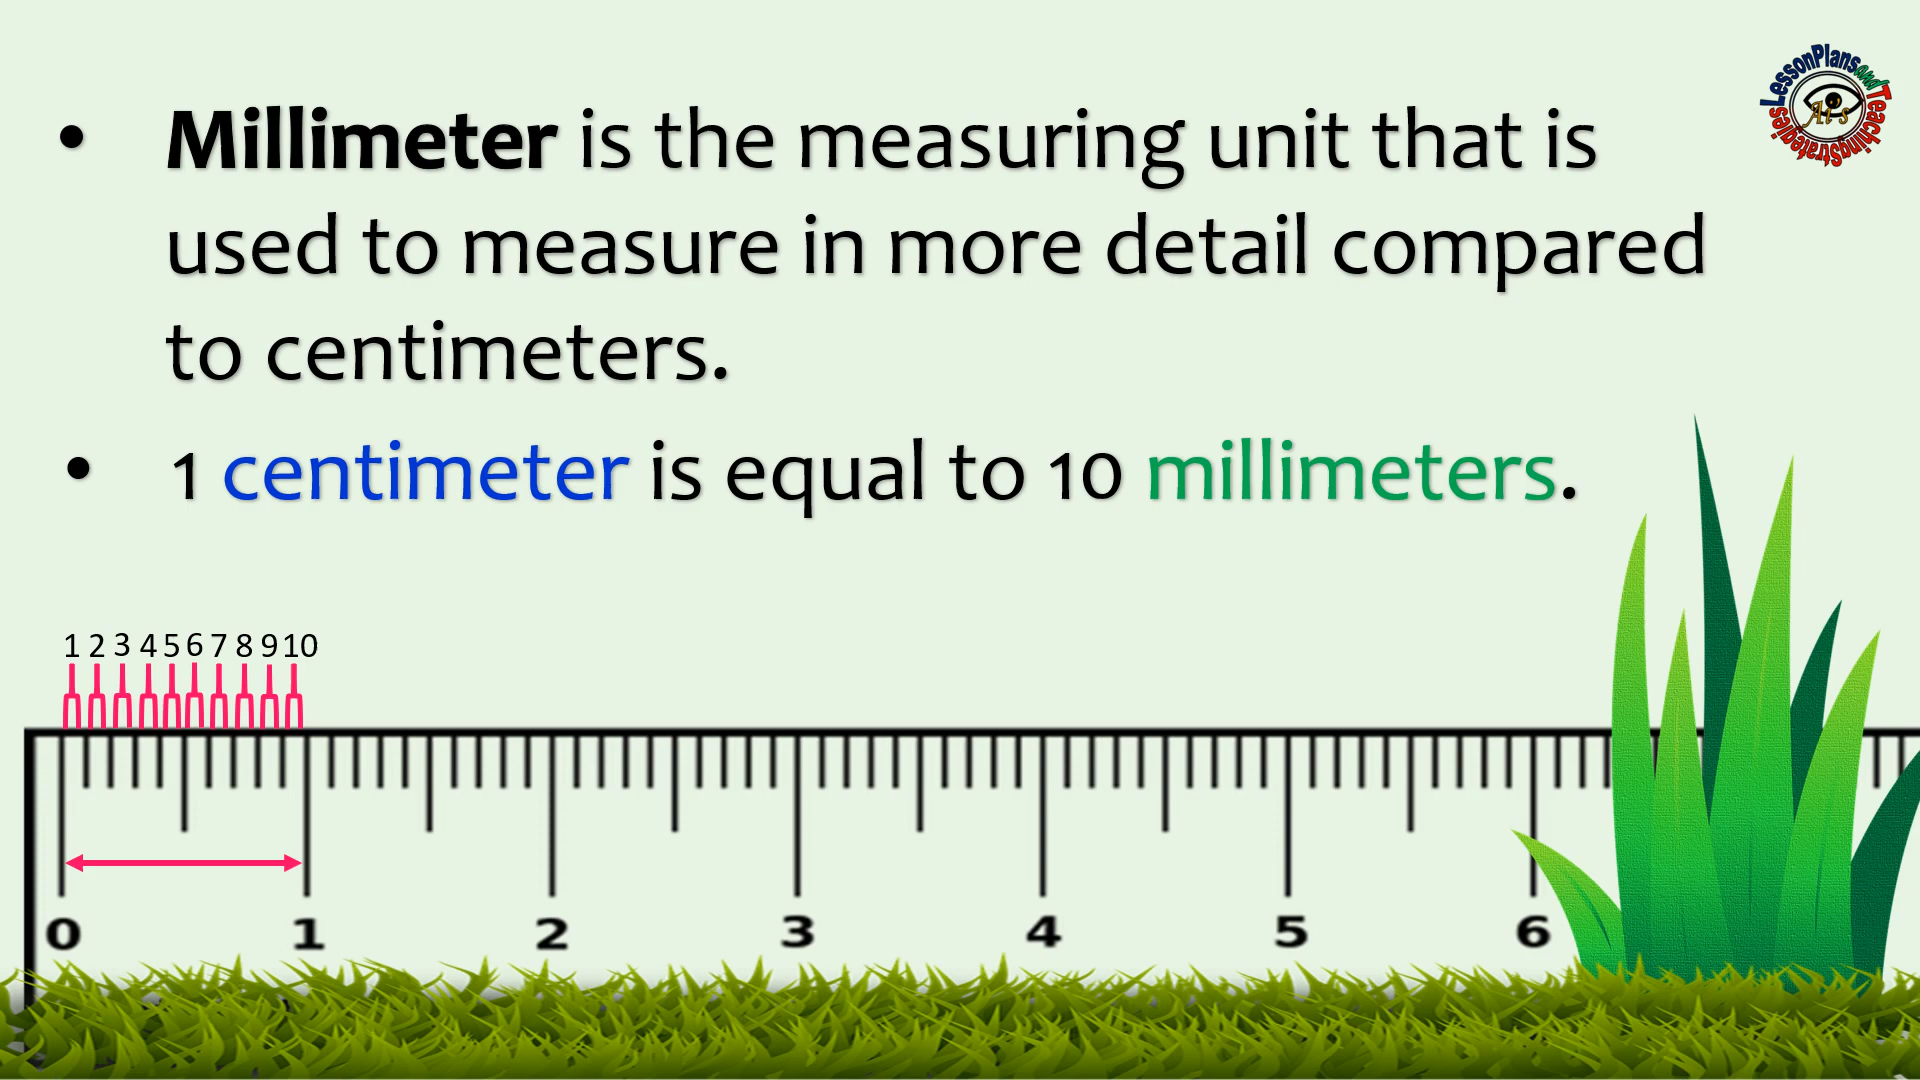 LessonPlansandTeachingStrategies
Ai's
• Millimeter is the measuring unit that is
used to measure in more detail compared
to centimeters.
• 1 centimeter is equal to 10 millimeters.
1 2 3 4 5 6 7 8 9 10
0 1 2 3 4 5 6